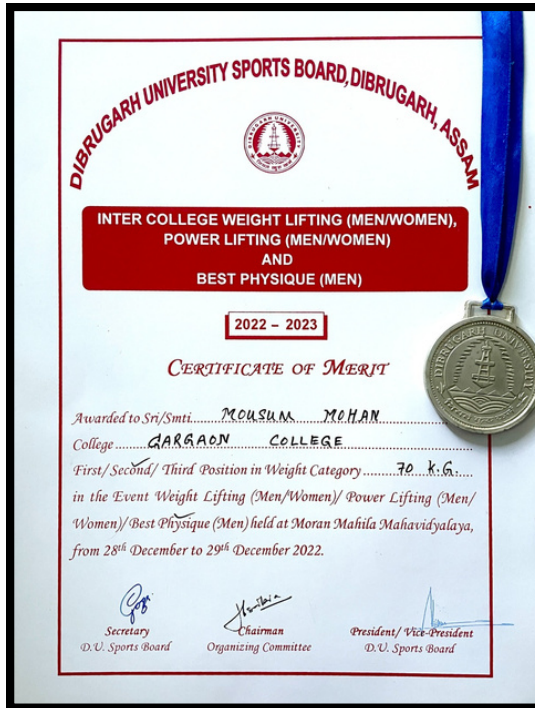 DIBRUGARH UNIVERSITY SPORTS BOARD, DIBRUGARH, ASSAM
DIBRUGARH UNIVERSITY
INTER COLLEGE WEIGHT LIFTING (MEN/WOMEN),
POWER LIFTING (MEN/WOMEN)
AND
BEST PHYSIQUE (MEN)
2022 – 2023
CERTIFICATE OF MERIT
Awarded to Sri/Smti.....MOUSUM MOHAN
College.....GARGAON COLLEGE
First/ Second/ Third Position in Weight Category.....70 K.G.
in the Event Weight Lifting (Men/Women)/ Power Lifting (Men/
Women)/ Best Physique (Men) held at Moran Mahila Mahavidyalaya,
from 28th December to 29th December 2022.
Secretary
D.U. Sports Board
Chairman
Organizing Committee
President/ Vice-President
D.U. Sports Board
DIBRUGARH UNIVERSITY